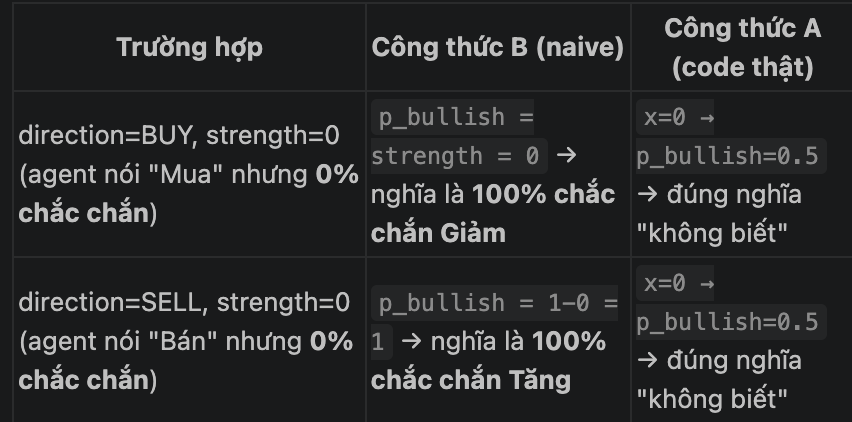 Trường hợp
Công thức B (naive)
Công thức A
(code thật)
direction=BUY, strength=0
(agent nói "Mua" nhưng 0%
chắc chắn)
p_bullish =
strength = 0 →
nghĩa là 100% chắc
chắn Giảm
x=0 →
p_bullish=0.5
→ đúng nghĩa
"không biết"
direction=SELL, strength=0
(agent nói "Bán" nhưng 0%
chắc chắn)
p_bullish = 1-0 =
1 → nghĩa là 100%
chắc chắn Tăng
x=0 →
p_bullish=0.5
→ đúng nghĩa
"không biết"